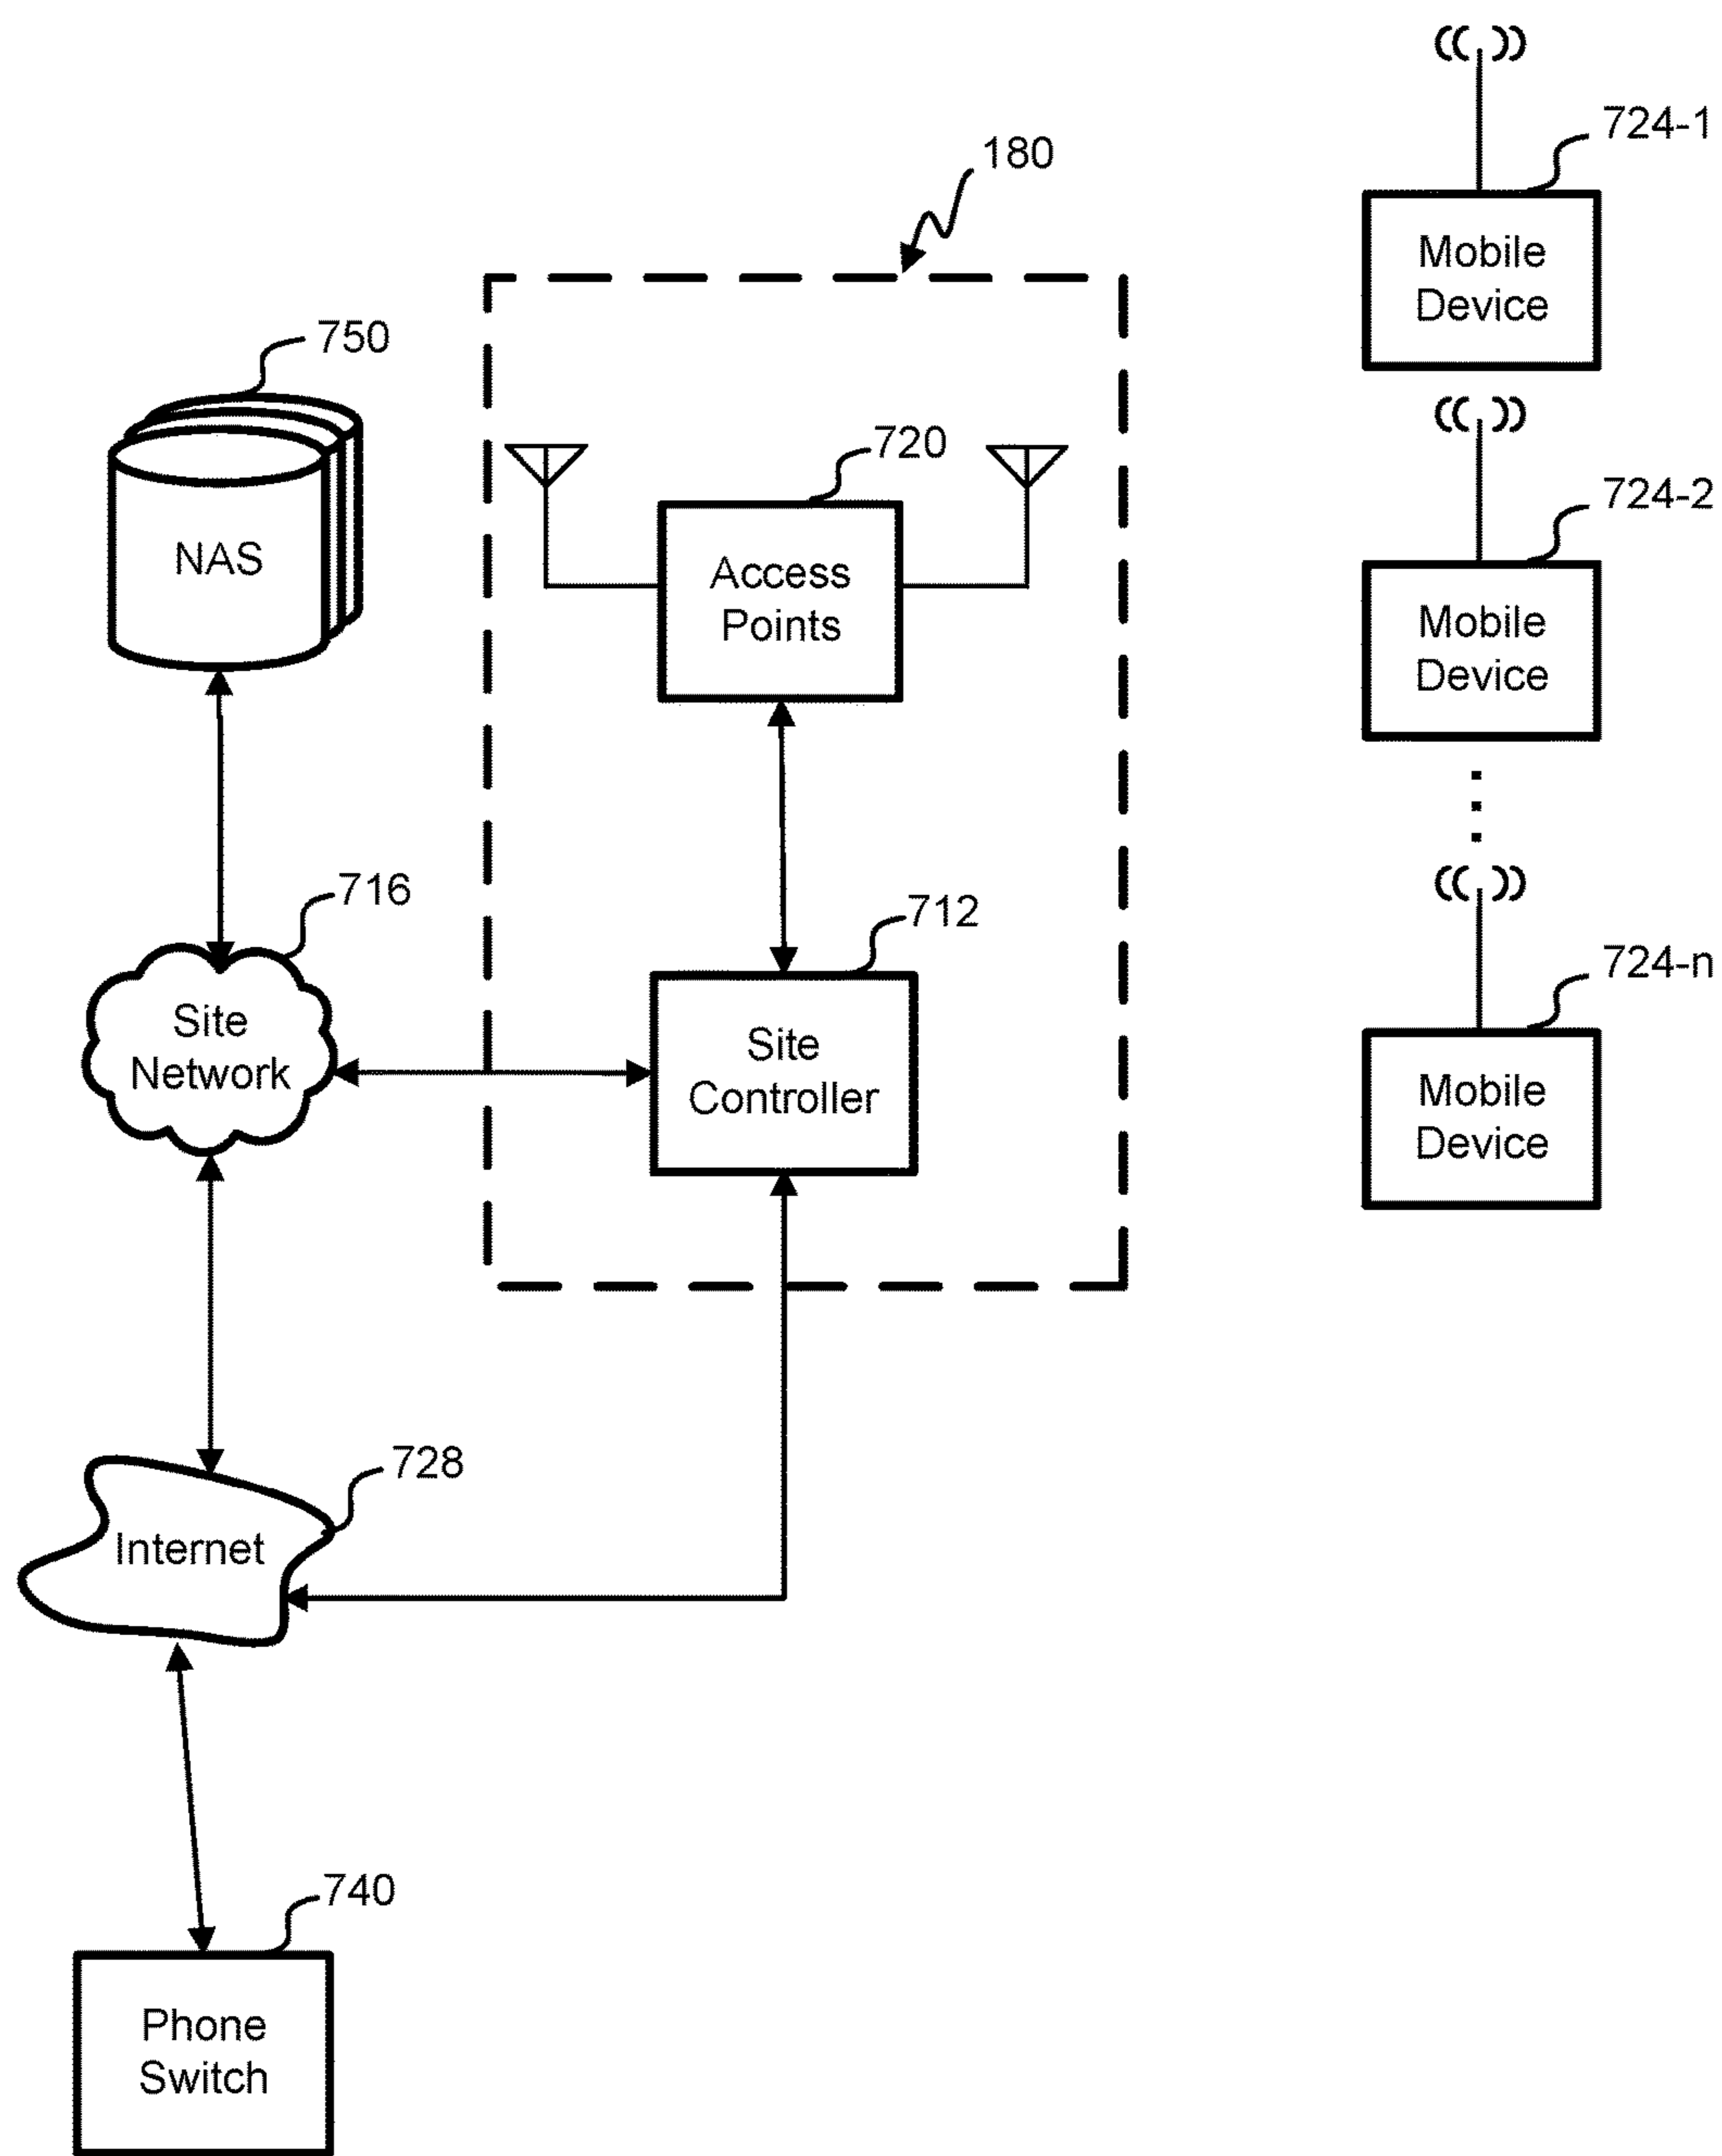 724-1
180
Mobile
Device
750
720
724-2
NAS
Access
Points
Mobile
Device
716
712
724-n
Site
Network
Site
Controller
Mobile
Device
728
Internet
740
Phone
Switch